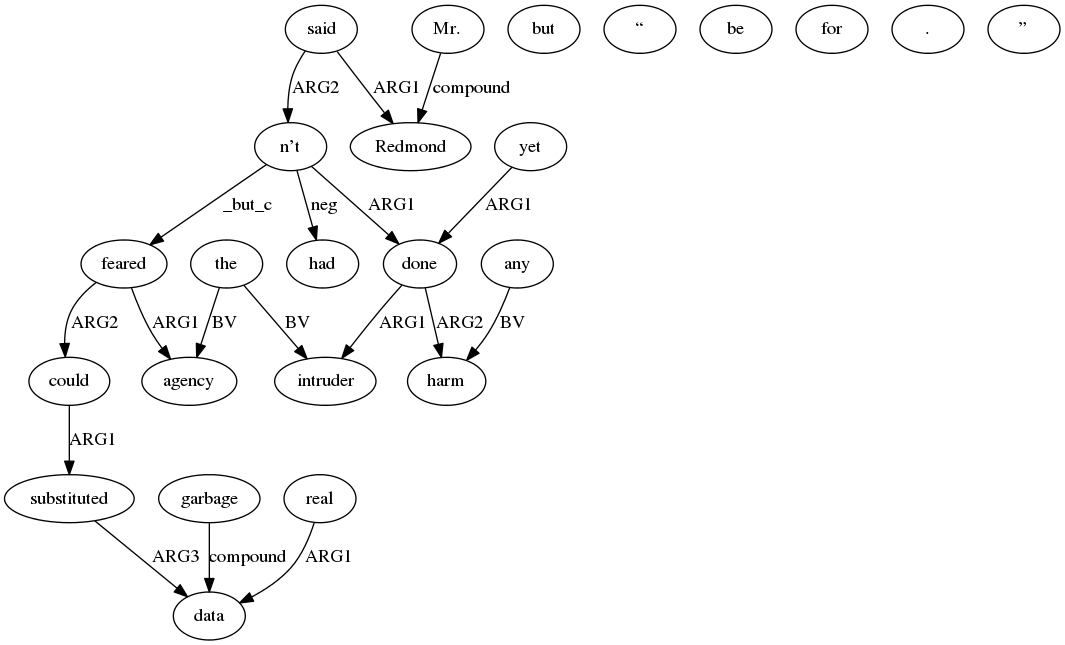 said Mr. but “ be for . ”
ARG2 ARG1 compound
n’t Redmond yet
_but_c neg ARG1 ARG1
feared the had done any
ARG2 ARG1 BV BV ARG1 ARG2 BV
could agency intruder harm
ARG1
substituted garbage real
ARG3 compound ARG1
data